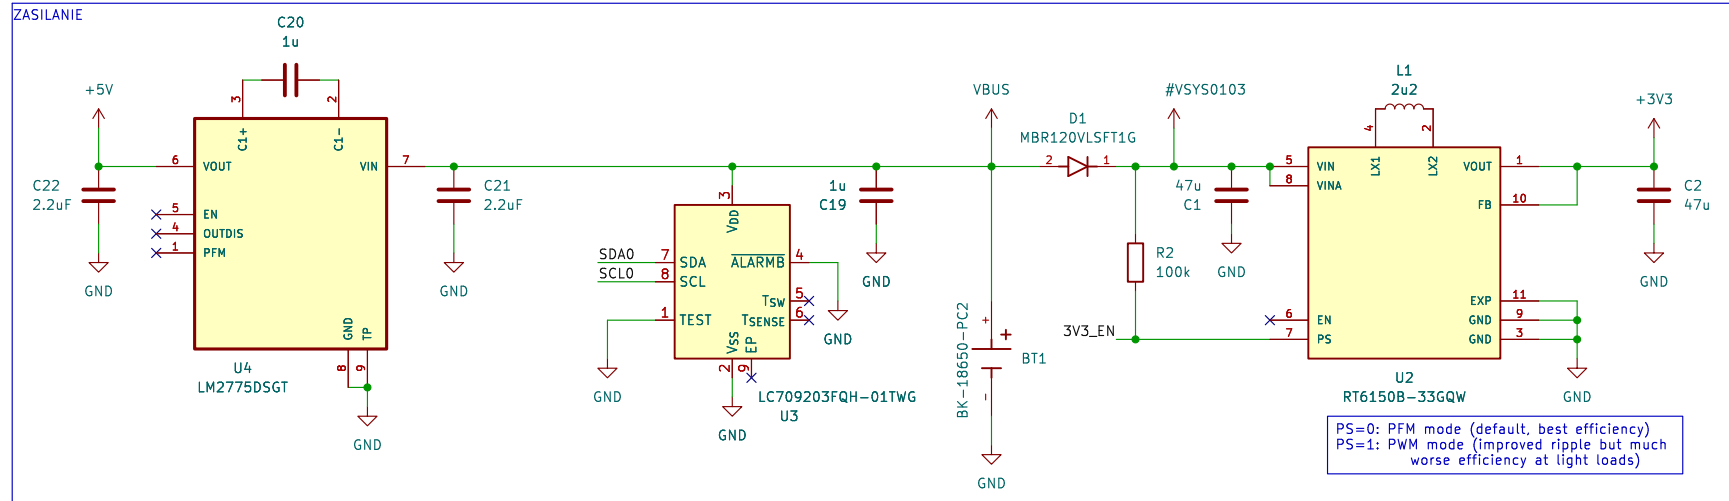 ZASILANIE
C20
1u
+5V
3
2
C1+
C1-
6
VOUT
VIN
7
C22
2.2uF
5
EN
4
OUTDIS
1
PFM
GND
C21
2.2uF
GND
GND
TP
8
9
U4
LM2775DSGT
GND
3
VDD
SDA0
7
SDA
SCL0
8
SCL
1
TEST
ALARMB
4
TSW
5
TSENSE
6
VSS
EP
2
9
GND
GND
GND
LC709203FQH-01TWG
U3
1u
C19
GND
VBUS
D1
MBR120VLSFT1G
2
1
BK-18650-PC2
+
+
-
BT1
GND
#VSYS0103
47u
C1
GND
R2
100k
3V3_EN
L1
2u2
4
2
LX1
LX2
5
VIN
8
VINA
VOUT
1
FB
10
EXP
11
6
EN
GND
9
7
PS
GND
3
U2
RT6150B-33GQW
+3V3
C2
47u
GND
GND
PS=0: PFM mode (default, best efficiency)
PS=1: PWM mode (improved ripple but much
worse efficiency at light loads)